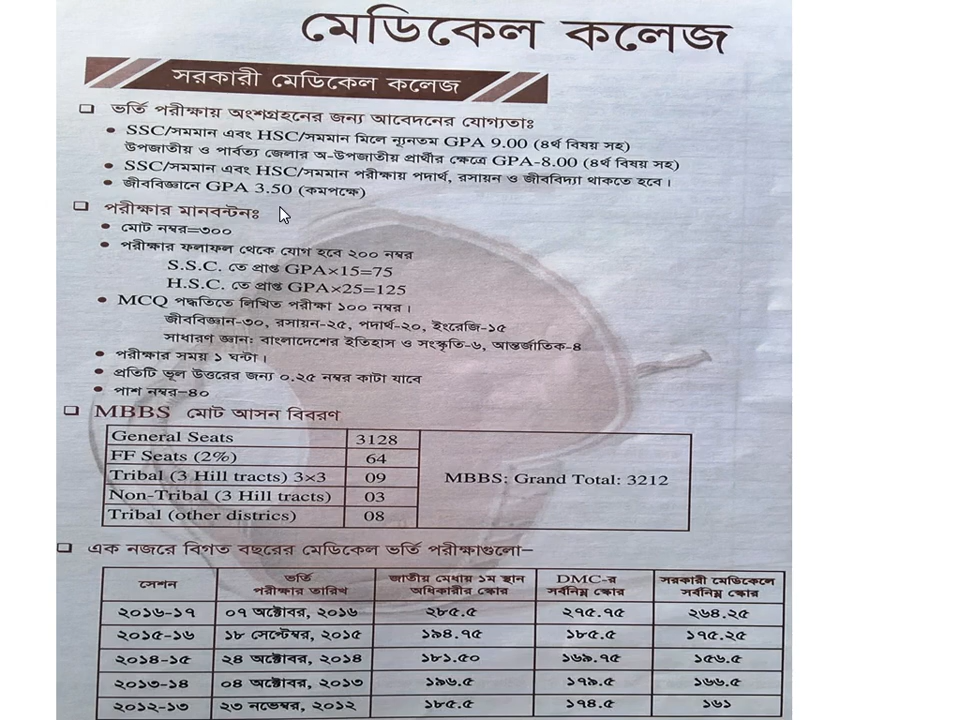 মেডিকেল কলেজ
সরকারী মেডিকেল কলেজ
❑ ভর্তি পরীক্ষায় অংশগ্রহনের জন্য আবেদনের যোগ্যতাঃ
• SSC/সমমান এবং HSC/সমমান মিলে ন্যূনতম GPA 9.00 (৪র্থ বিষয় সহ)
উপজাতীয় ও পার্বত্য জেলার অ-উপজাতীয় প্রার্থীর ক্ষেত্রে GPA-8.00 (৪র্থ বিষয় সহ)
• SSC/সমমান এবং HSC/সমমান পরীক্ষায় পদার্থ, রসায়ন ও জীববিদ্যা থাকতে হবে।
• জীববিজ্ঞানে GPA 3.50 (কমপক্ষে)
❑ পরীক্ষার মানবন্টনঃ
• মোট নম্বর=৩০০
• পরীক্ষার ফলাফল থেকে যোগ হবে ২০০ নম্বর
S.S.C. তে প্রাপ্ত GPA×15=75
H.S.C. তে প্রাপ্ত GPA×25=125
• MCQ পদ্ধতিতে লিখিত পরীক্ষা ১০০ নম্বর।
জীববিজ্ঞান-৩০, রসায়ন-২৫, পদার্থ-২০, ইংরেজি-১৫
সাধারণ জ্ঞান: বাংলাদেশের ইতিহাস ও সংস্কৃতি-৬, আন্তর্জাতিক-৪
• পরীক্ষার সময় ১ ঘন্টা।
• প্রতিটি ভূল উত্তরের জন্য ০.২৫ নম্বর কাটা যাবে
• পাশ নম্বর-৪০
❑ MBBS মোট আসন বিবরণ
General Seats 3128
FF Seats (2%) 64
Tribal (3 Hill tracts) 3×3 09
MBBS: Grand Total: 3212
Non-Tribal (3 Hill tracts) 03
Tribal (other districs) 08
❑ এক নজরে বিগত বছরের মেডিকেল ভর্তি পরীক্ষাগুলো–
সেশন ভর্তি পরীক্ষার তারিখ জাতীয় মেধায় ১ম স্থান অধিকারীর স্কোর DMC-র সর্বনিম্ন স্কোর সরকারী মেডিকেলে সর্বনিম্ন স্কোর
২০১৬-১৭ ০৭ অক্টোবর, ২০১৬ ২৮৫.৫ ২৭৫.৭৫ ২৬৪.২৫
২০১৫-১৬ ১৮ সেপ্টেম্বর, ২০১৫ ১৯৪.৭৫ ১৮৫.৫ ১৭৫.২৫
২০১৪-১৫ ২৪ অক্টোবর, ২০১৪ ১৮১.৫০ ১৬৯.৭৫ ১৫৬.৫
২০১৩-১৪ ০৪ অক্টোবর, ২০১৩ ১৯৬.৫ ১৭৯.৫ ১৬৬.৫
২০১২-১৩ ২৩ নভেম্বর, ২০১২ ১৮৫.৫ ১৭৪.৫ ১৬১